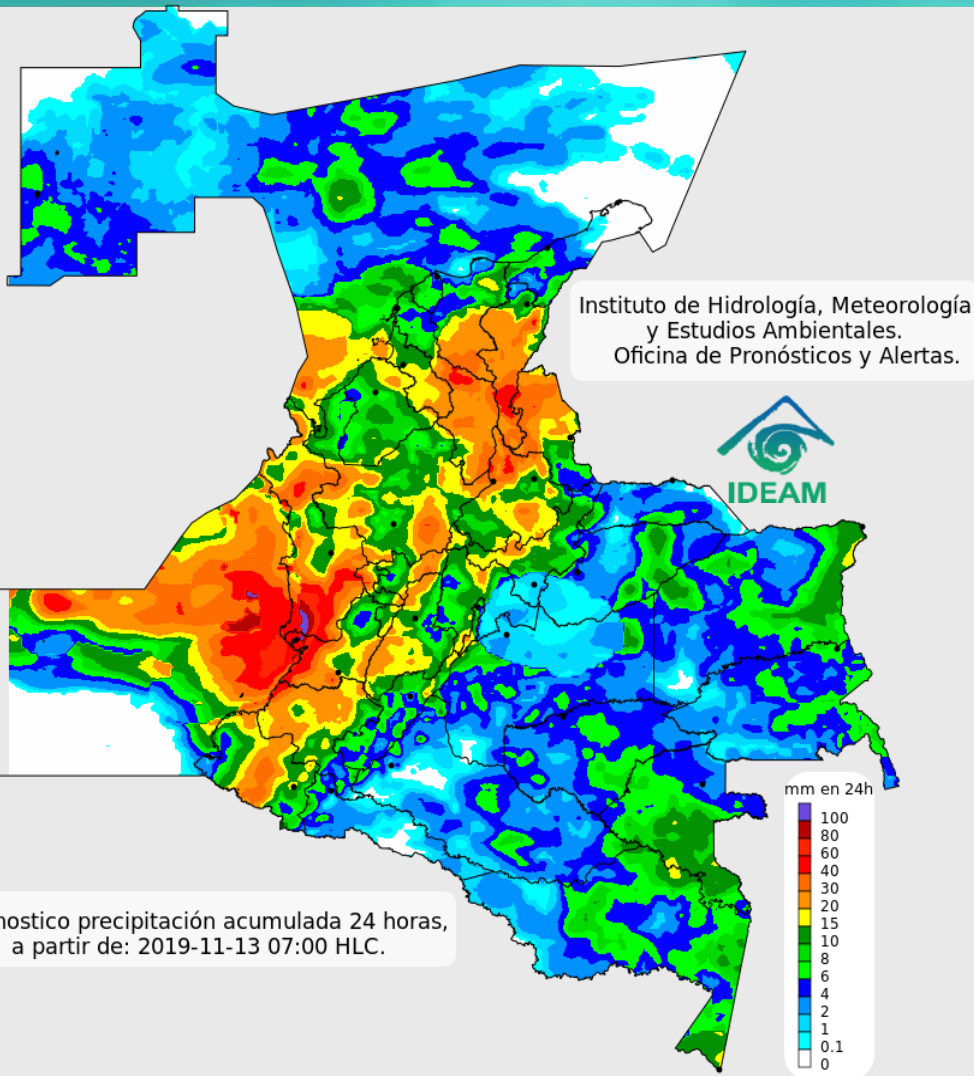 Instituto de Hidrología, Meteorología
y Estudios Ambientales.
Oficina de Pronósticos y Alertas.
IDEAM
mm en 24h
100
80
60
40
30
20
15
10
8
6
4
2
1
0.1
0
nostico precipitación acumulada 24 horas,
a partir de: 2019-11-13 07:00 HLC.